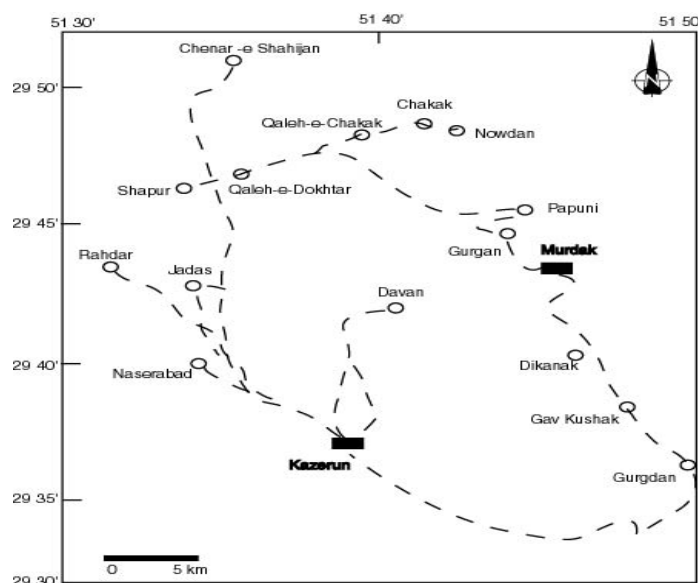 51 30'
51 40'
51 50'
Chenar -e Shahijan
29 50'
N
Chakak
Qaleh-e-Chakak
Nowdan
Shapur
Qaleh-e-Dokhtar
Papuni
29 45'
Gurgan
Murdak
Rahdar
Jadas
Davan
29 40'
Naserabad
Dikanak
Gav Kushak
Kazerun
Gurgdan
29 35'
0 5 km
29 30'